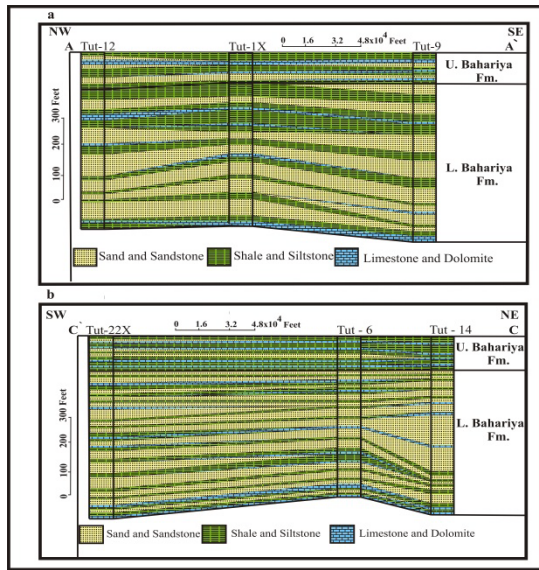 a
NW SE
A Tut-12 Tut-1X 0 1.6 3.2 4.8x10⁴ Feet Tut-9 A`
U. Bahariya
Fm.
L. Bahariya
Fm.
0 100 200 300 Feet
Sand and Sandstone Shale and Siltstone Limestone and Dolomite
b
SW NE
C` Tut-22X 0 1.6 3.2 4.8x10⁴ Feet Tut - 6 Tut - 14 C
U. Bahariya
Fm.
L. Bahariya
Fm.
0 100 200 300 Feet
Sand and Sandstone Shale and Siltstone Limestone and Dolomite